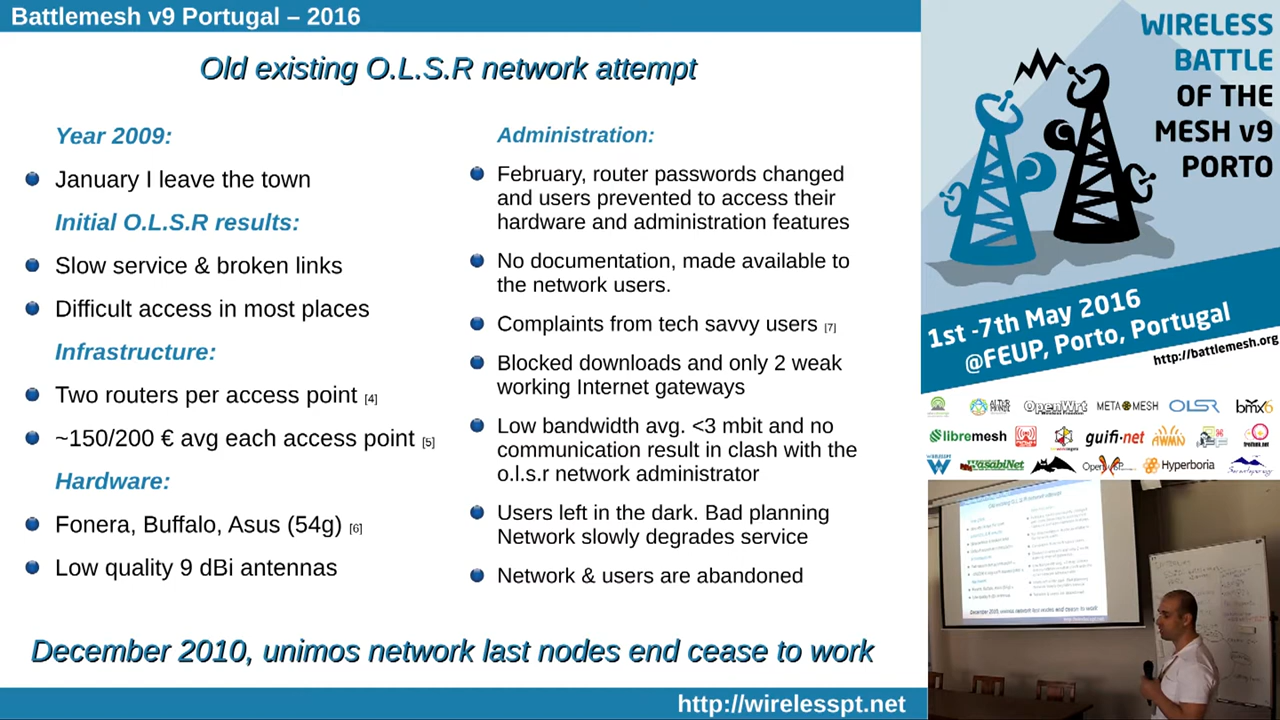 Battlemesh v9 Portugal – 2016
Old existing O.L.S.R network attempt
Year 2009:
January I leave the town
Initial O.L.S.R results:
Slow service & broken links
Difficult access in most places
Infrastructure:
Two routers per access point [4]
~150/200 € avg each access point [5]
Hardware:
Fonera, Buffalo, Asus (54g) [6]
Low quality 9 dBi antennas
Administration:
February, router passwords changed
and users prevented to access their
hardware and administration features
No documentation, made available to
the network users.
Complaints from tech savvy users [7]
Blocked downloads and only 2 weak
working Internet gateways
Low bandwidth avg. <3 mbit and no
communication result in clash with the
o.l.s.r network administrator
Users left in the dark. Bad planning
Network slowly degrades service
Network & users are abandoned
December 2010, unimos network last nodes end cease to work
http://wirelesspt.net
WIRELESS
BATTLE
OF THE
MESH v9
PORTO
1st -7th May 2016
@FEUP, Porto, Portugal
http://battlemesh.org
OpenWrt
META MESH
OLSR
bmx6
libremesh
guifi·net
AWMN
WasabiNet
Hyperboria